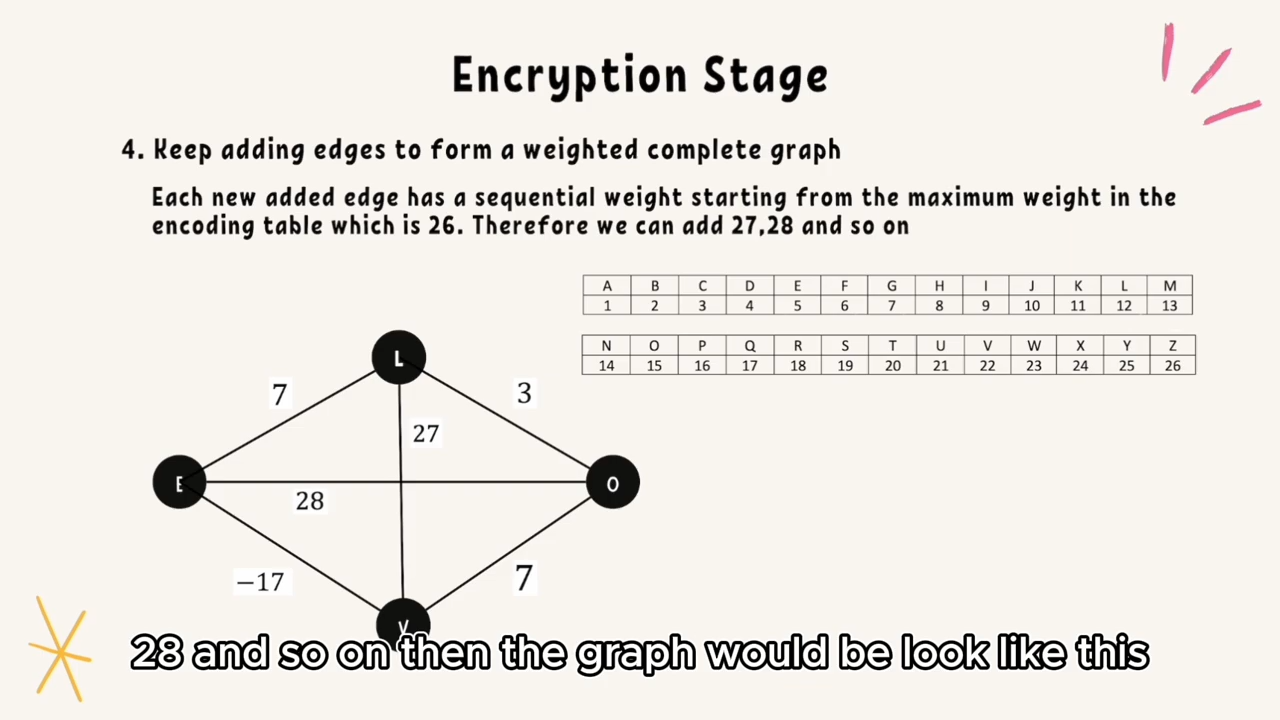 Encryption Stage
4. Keep adding edges to form a weighted complete graph
Each new added edge has a sequential weight starting from the maximum weight in the
encoding table which is 26. Therefore we can add 27,28 and so on
A B C D E F G H I J K L M
1 2 3 4 5 6 7 8 9 10 11 12 13
N O P Q R S T U V W X Y Z
14 15 16 17 18 19 20 21 22 23 24 25 26
L
7
3
27
E
O
28
−17
7
V
28 and so on then the graph would be look like this